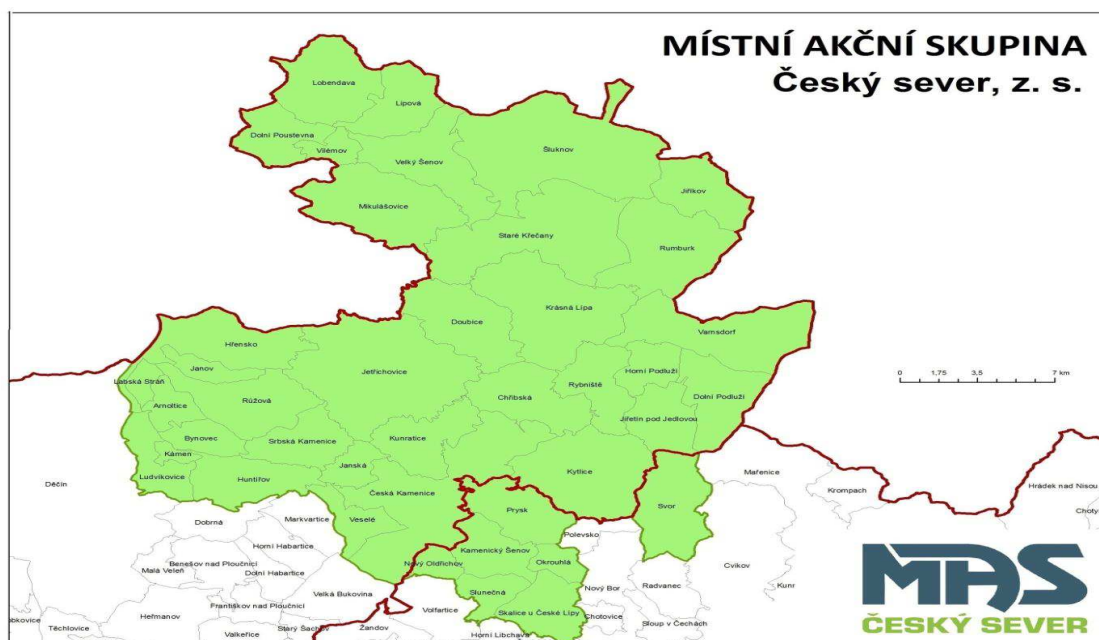 MÍSTNÍ AKČNÍ SKUPINA
Český sever, z. s.
Lobendava
Lipová
Dolní Poustevna
Vilémov
Velký Šenov
Šluknov
Jiříkov
Mikulášovice
Staré Křečany
Rumburk
Krásná Lípa
Doubice
Varnsdorf
Hřensko
Janov
Jetřichovice
Horní Podluží
Labská Stráň
Rybniště
Růžová
Chřibská
Dolní Podluží
Arnoltice
Jiřetín pod Jedlovou
Bynovec
Srbská Kamenice
Kunratice
Kámen
Janská
Ludvíkovice
Huntířov
Kytlice
Česká Kamenice
Děčín
Svor
Mařenice
Krompach
Hrádek nad Nisou
Choty
0 1,75 3,5 7 km
Prysk
Dobrná
Markvartice
Veselé
Polevsko
Horní Habartice
Kamenický Šenov
Benešov nad Ploučnicí
Malá Veleň
Dolní Habartice
Nový Oldřichov
Okrouhlá
Cvikov
Nový Bor
Radvanec
Kunr
Velká Bukovina
Slunečná
Františkov nad Ploučnicí
Volfartice
Skalice u České Lípy
Chotovice
Heřmanov
Sloup v Čechách
Těchlovice
Valkeřice
Starý Šachov
Žandov
Horní Libchava
MAS
ČESKÝ SEVER